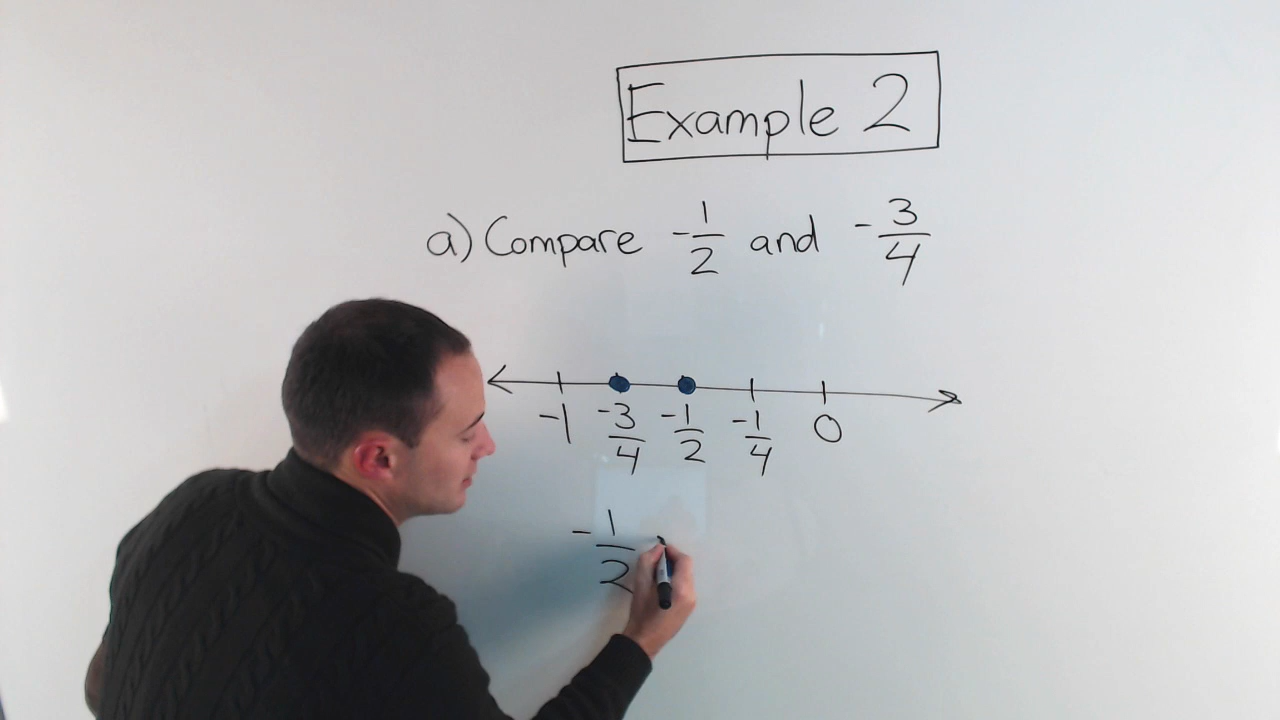 Example 2
a) Compare -1/2 and -3/4
-1 -3/4 -1/2 -1/4 0
-1/2